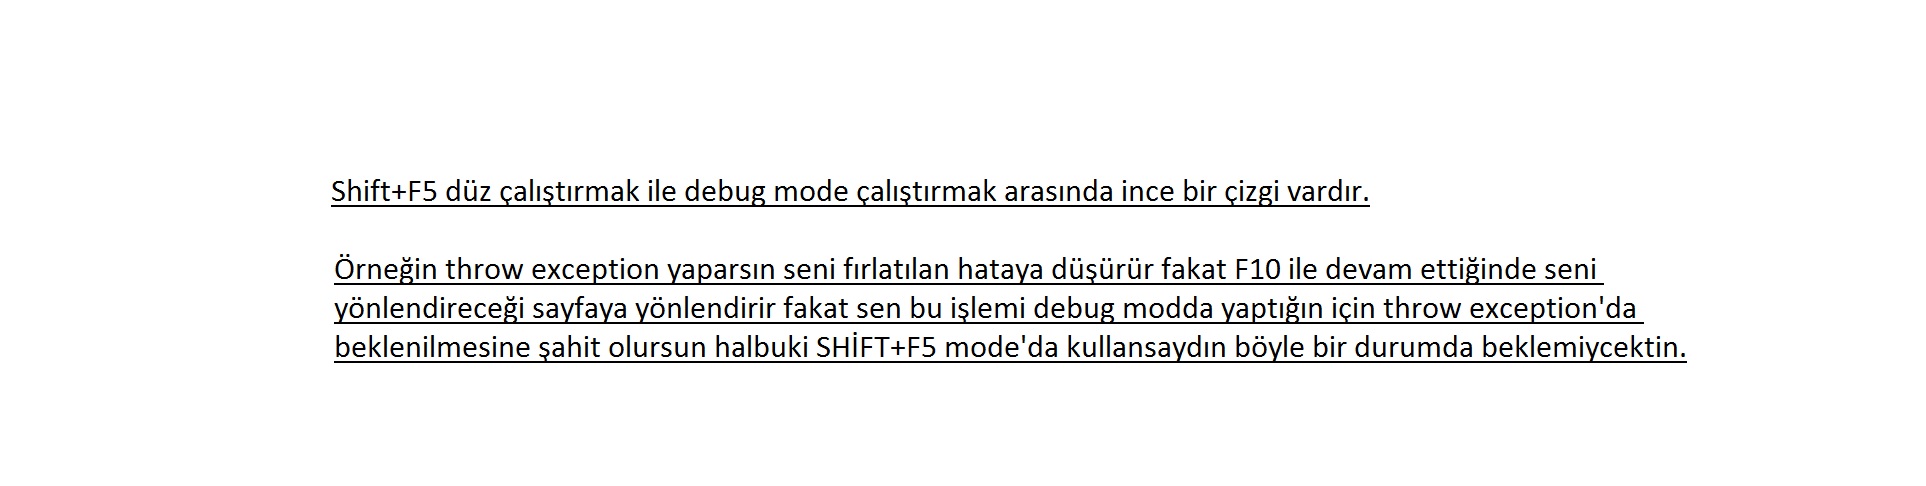 Shift+F5 düz çalıştırmak ile debug mode çalıştırmak arasında ince bir çizgi vardır.
Örneğin throw exception yaparsın seni fırlatılan hataya düşürür fakat F10 ile devam ettiğinde seni
yönlendireceği sayfaya yönlendirir fakat sen bu işlemi debug modda yaptığın için throw exception'da
beklenilmesine şahit olursun halbuki SHİFT+F5 mode'da kullansaydın böyle bir durumda beklemiycektin.